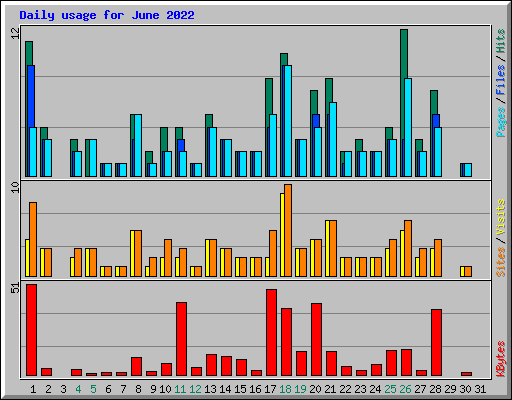 Daily usage for June 2022
12
Pages / Files / Hits
10
Sites / Visits
51
KBytes
1 2 3 4 5 6 7 8 9 10 11 12 13 14 15 16 17 18 19 20 21 22 23 24 25 26 27 28 29 30 31